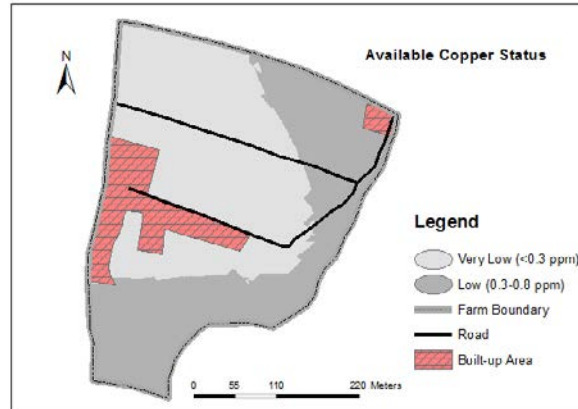 N
Available Copper Status
Legend
Very Low (<0.3 ppm)
Low (0.3-0.8 ppm)
Farm Boundary
Road
Built-up Area
0 55 110 220 Meters